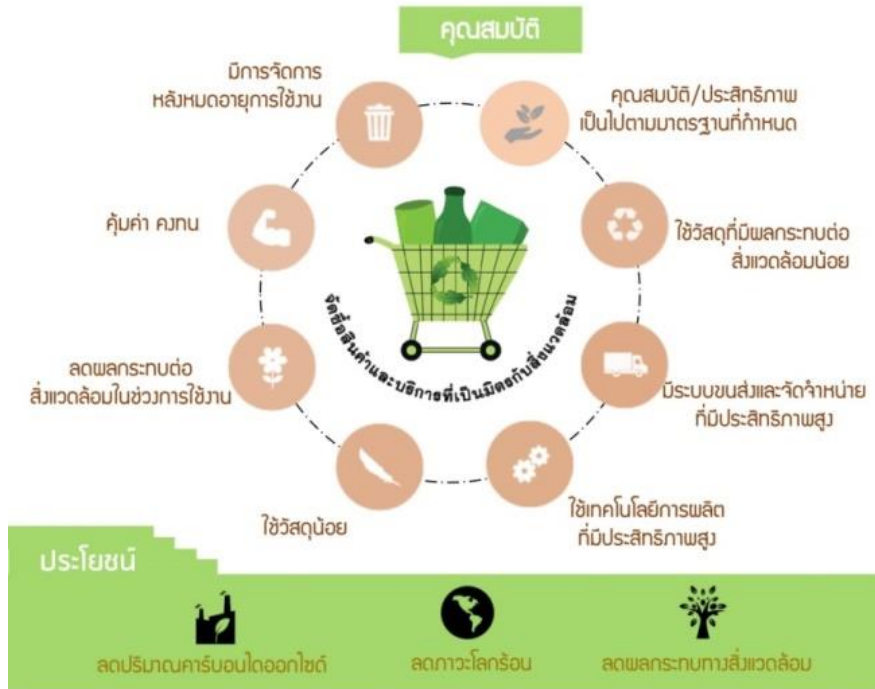 คุณสมบัติ
มีการจัดการ
หลังหมดอายุการใช้งาน
คุณสมบัติ/ประสิทธิภาพ
เป็นไปตามมาตรฐานที่กำหนด
คุ้มค่า คงทน
ใช้วัสดุที่มีผลกระทบต่อ
สิ่งแวดล้อมน้อย
จัดซื้อสินค้าและบริการที่เป็นมิตรกับสิ่งแวดล้อม
ลดผลกระทบต่อ
สิ่งแวดล้อมในช่วงการใช้งาน
มีระบบขนส่งและจัดจำหน่าย
ที่มีประสิทธิภาพสูง
ใช้วัสดุน้อย
ใช้เทคโนโลยีการผลิต
ที่มีประสิทธิภาพสูง
ประโยชน์
ลดปริมาณคาร์บอนไดออกไซด์
ลดภาวะโลกร้อน
ลดผลกระทบทางสิ่งแวดล้อม